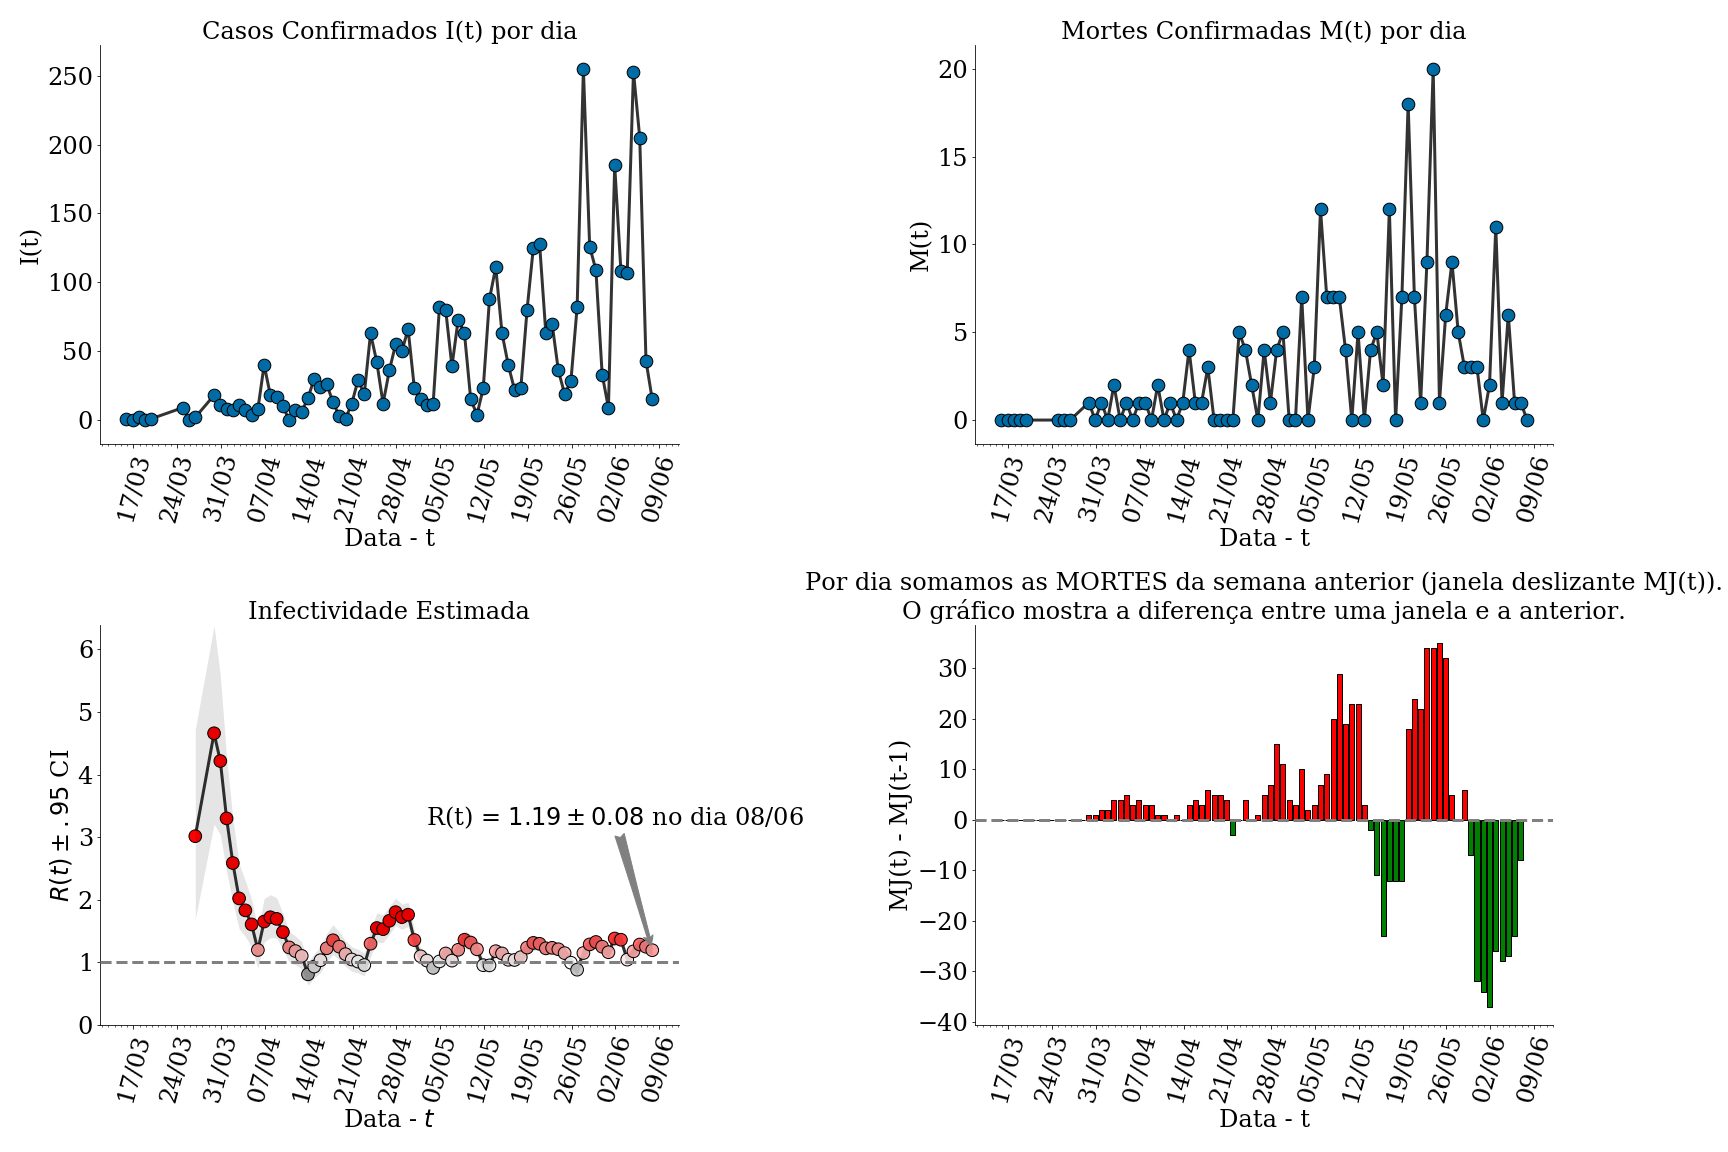 Casos Confirmados I(t) por dia
I(t)
250
200
150
100
50
0
17/03 24/03 31/03 07/04 14/04 21/04 28/04 05/05 12/05 19/05 26/05 02/06 09/06
Data - t
Mortes Confirmadas M(t) por dia
M(t)
20
15
10
5
0
17/03 24/03 31/03 07/04 14/04 21/04 28/04 05/05 12/05 19/05 26/05 02/06 09/06
Data - t
Infectividade Estimada
R(t) ± .95 CI
6
5
4
3
2
1
0
R(t) = 1.19 ± 0.08 no dia 08/06
17/03 24/03 31/03 07/04 14/04 21/04 28/04 05/05 12/05 19/05 26/05 02/06 09/06
Data - t
Por dia somamos as MORTES da semana anterior (janela deslizante MJ(t)).
O gráfico mostra a diferença entre uma janela e a anterior.
MJ(t) - MJ(t-1)
30
20
10
0
−10
−20
−30
−40
17/03 24/03 31/03 07/04 14/04 21/04 28/04 05/05 12/05 19/05 26/05 02/06 09/06
Data - t